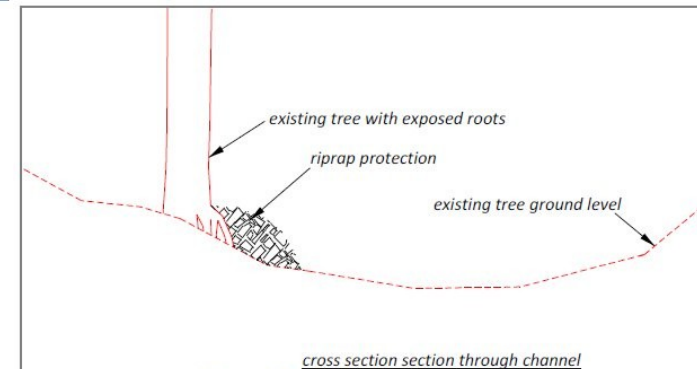 existing tree with exposed roots
riprap protection
existing tree ground level
cross section section through channel